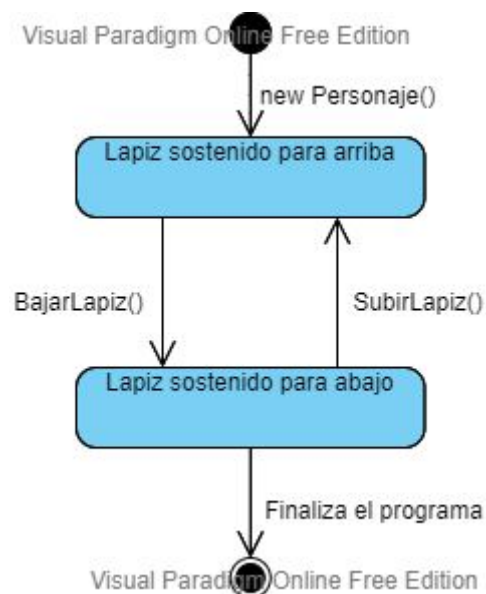 Visual Paradigm Online Free Edition
new Personaje()
Lapiz sostenido para arriba
BajarLapiz()
SubirLapiz()
Lapiz sostenido para abajo
Finaliza el programa
Visual Paradigm Online Free Edition